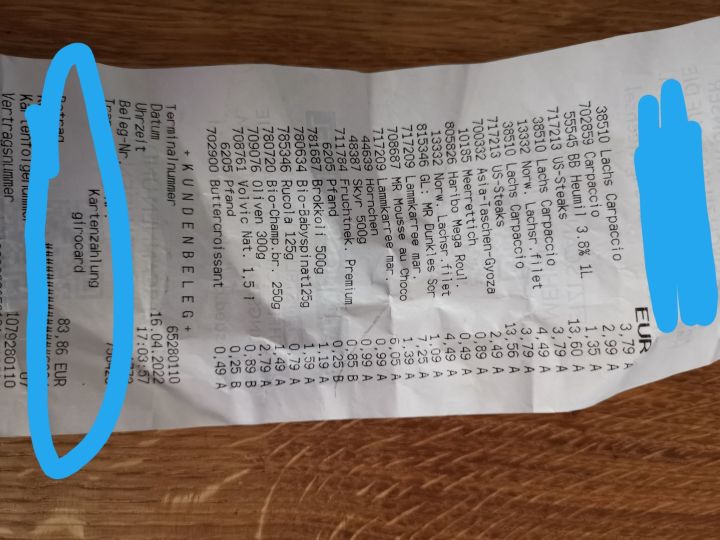 EUR
38510 Lachs Carpaccio 3,79 A
702859 Carpaccio 2,99 A
55545 BB Heumil 3.8% 1L 1,35 A
717213 US-Steaks 13,60 A
38510 Lachs Carpaccio 3,79 A
13332 Norw. Lachsr.filet 4,49 A
38510 Lachs Carpaccio 3,79 A
717213 US-Steaks 13,56 A
700332 Asia-Taschen-Gyoza 2,49 A
10195 Meerrettich 0,89 A
805826 Haribo Mega Roul.
13332 Norw. Lachsr.filet 4,49 A
815346 GL: MR Dunkles Sor 1,09 A
717209 Lammkarree mar. 7,25 A
708687 MR Mousse au Choco 1,39 A
717209 Lammkarree mar.
44639 Hörnchen 0,99 A
48387 Skyr 500g 0,99 A
711784 Fruchtnek. Premium 0,85 B
6205 Pfand 0,25 B
781687 Brokkoli 500g 1,19 A
780634 Bio-Babyspinat125g 1,59 A
785346 Rucola 125g 0,79 A
780720 Bio-Champ.br. 250g 1,49 A
709076 Oliven 300g 2,79 A
708761 Volvic Nat. 1.5 l 0,89 B
6205 Pfand 0,25 B
702900 Buttercroissant 0,49 A
+ K U N D E N B E L E G +
Terminalnummer 65280110
Datum 16.04.2022
Uhrzeit 17:03:57
Beleg-Nr.
Kartenzahlung
girocard
Betrag 83,86 EUR
Kartenfolgenummer 07
Vertragsnummer 1079280110